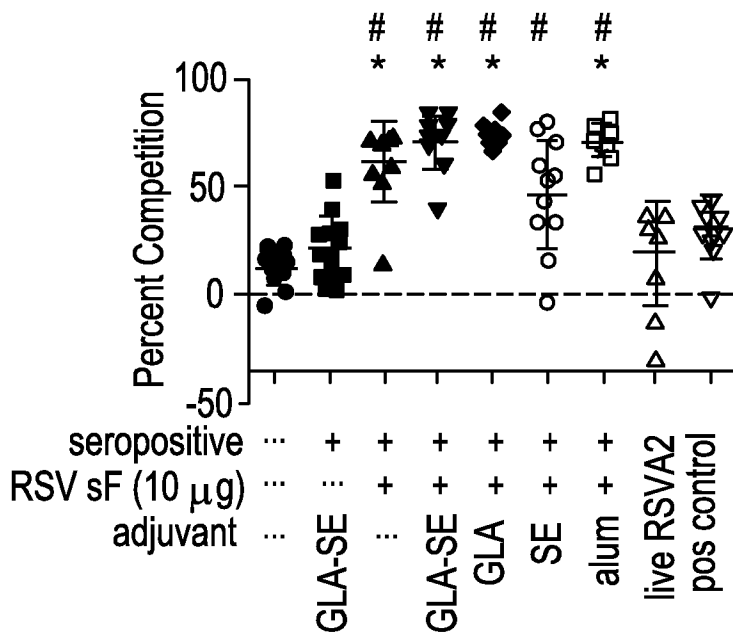 # # # # #
* * * *
100
50
0
-50
Percent Competition
seropositive ... + + + + + +
RSV sF (10 μg) ... ... + + + + +
adjuvant ... GLA-SE ... GLA-SE GLA SE alum
live RSVA2
pos control